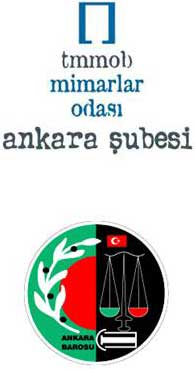 tmmob
mimarlar
odası
ankara şubesi
ANKARA
BAROSU